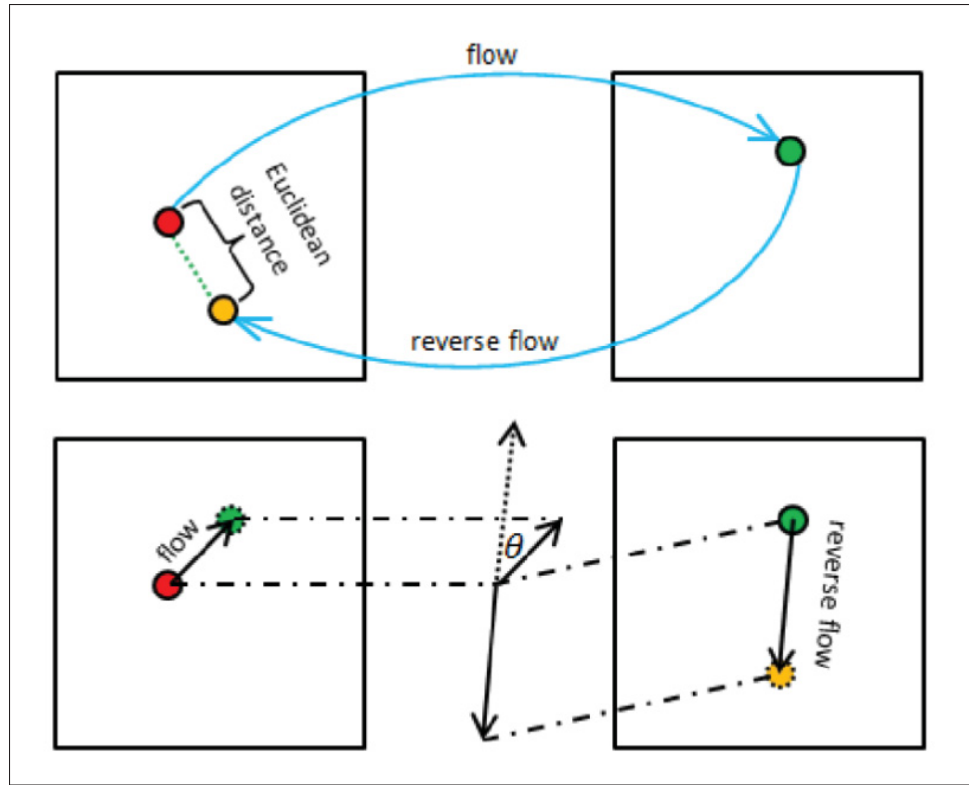 flow
Euclidean
distance
reverse flow
flow
θ
reverse flow